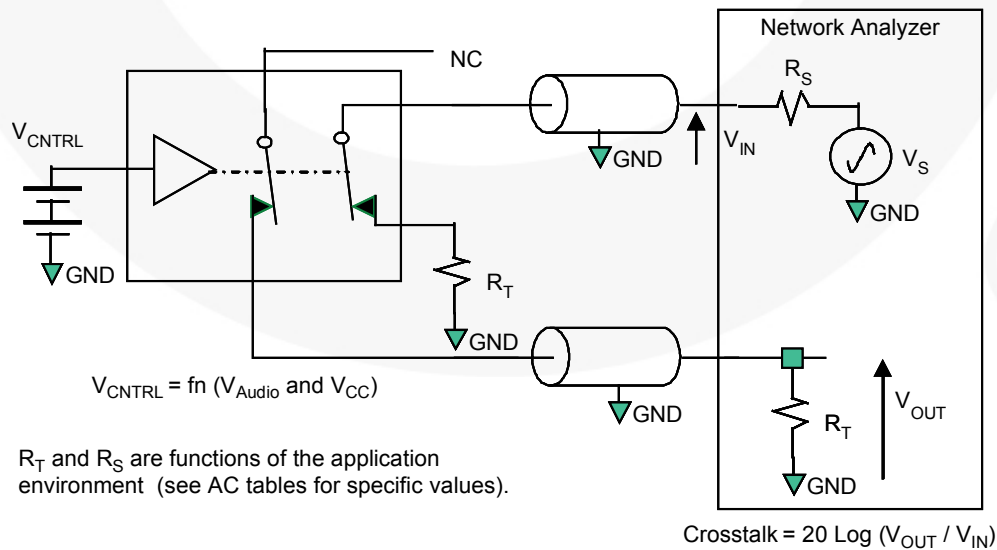 Network Analyzer
NC
R_S
V_CNTRL
V_IN
GND
V_S
GND
GND
R_T
GND
V_CNTRL = fn (V_Audio and V_CC)
GND
R_T
V_OUT
R_T and R_S are functions of the application
environment (see AC tables for specific values).
GND
Crosstalk = 20 Log (V_OUT / V_IN)